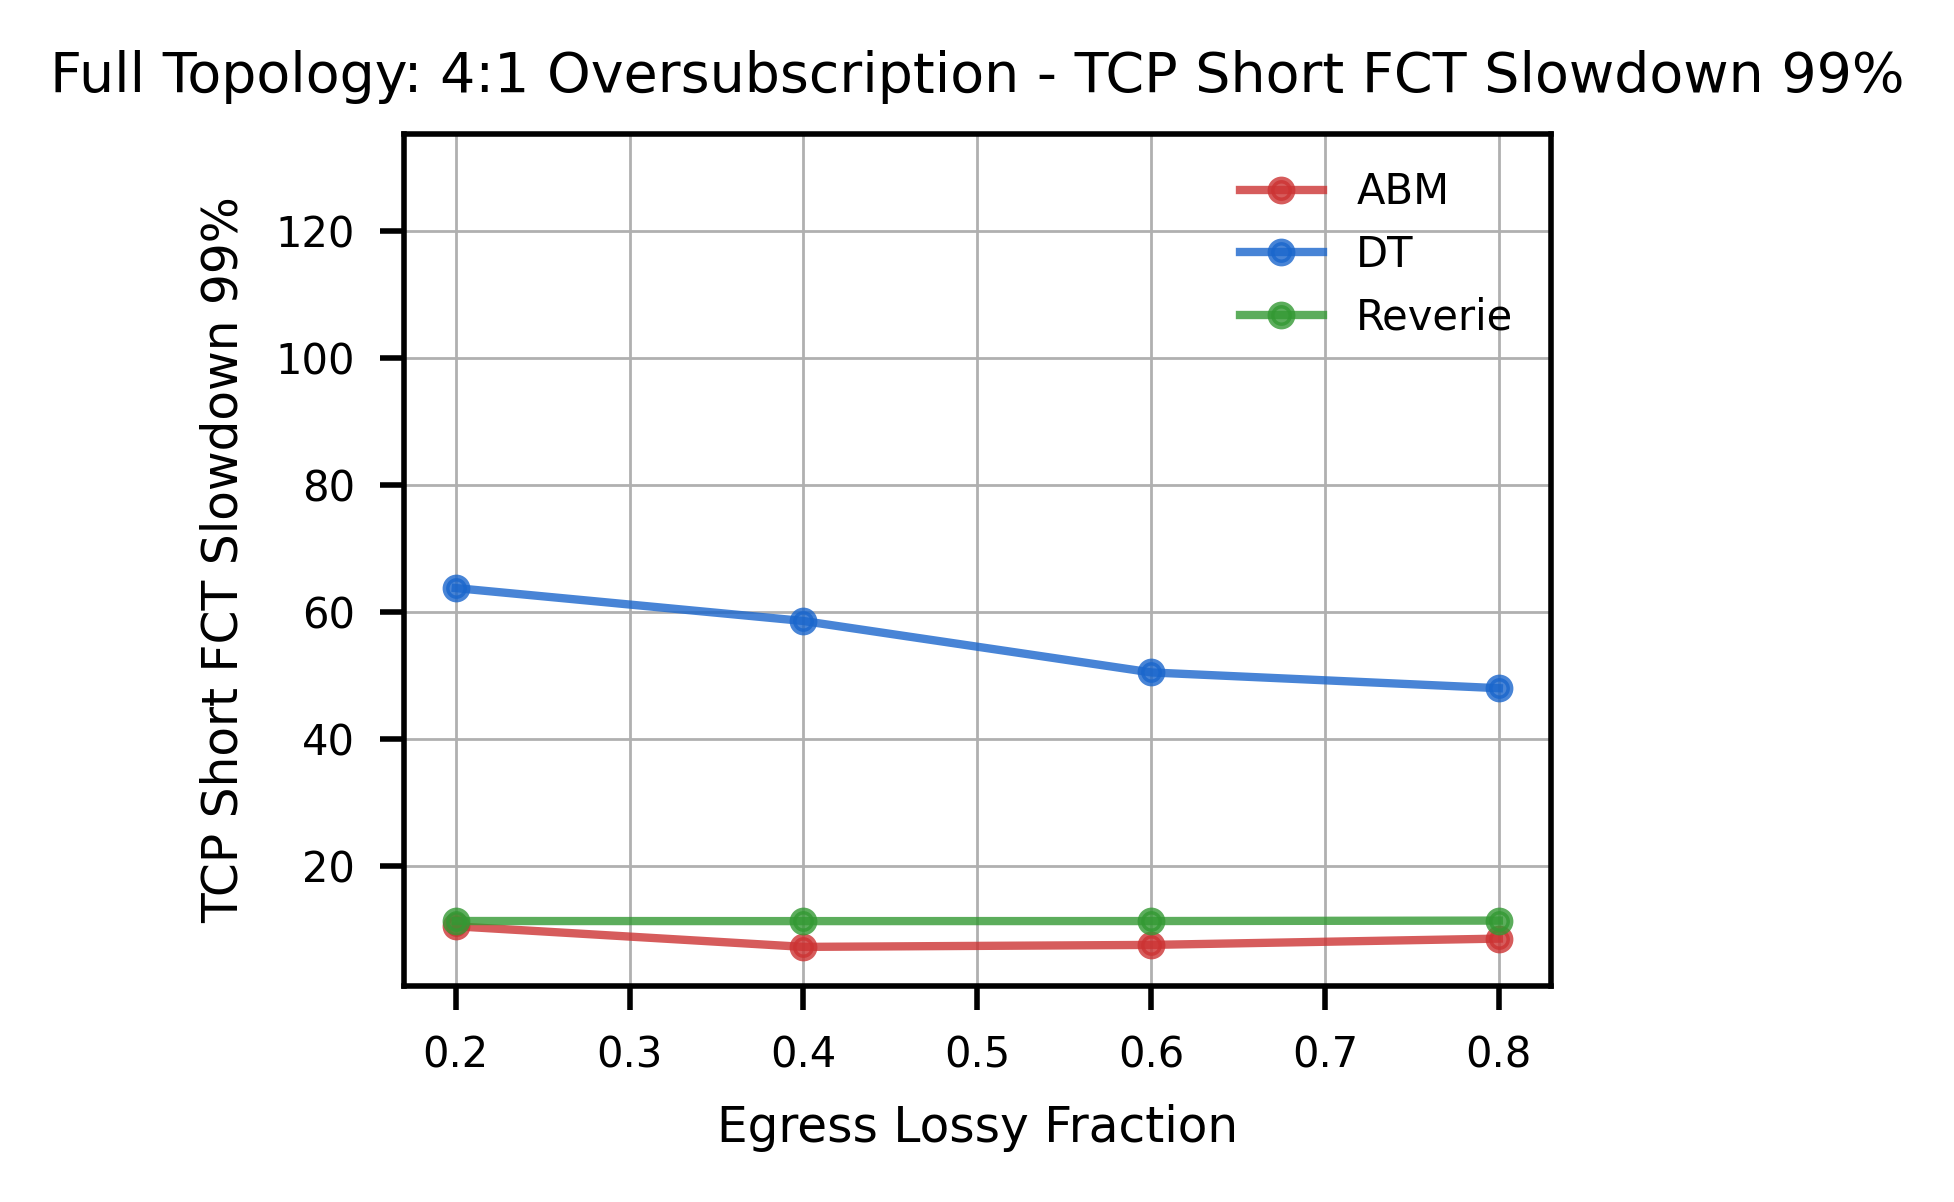 Full Topology: 4:1 Oversubscription - TCP Short FCT Slowdown 99%
TCP Short FCT Slowdown 99%
120
100
80
60
40
20
ABM
DT
Reverie
0.2 0.3 0.4 0.5 0.6 0.7 0.8
Egress Lossy Fraction